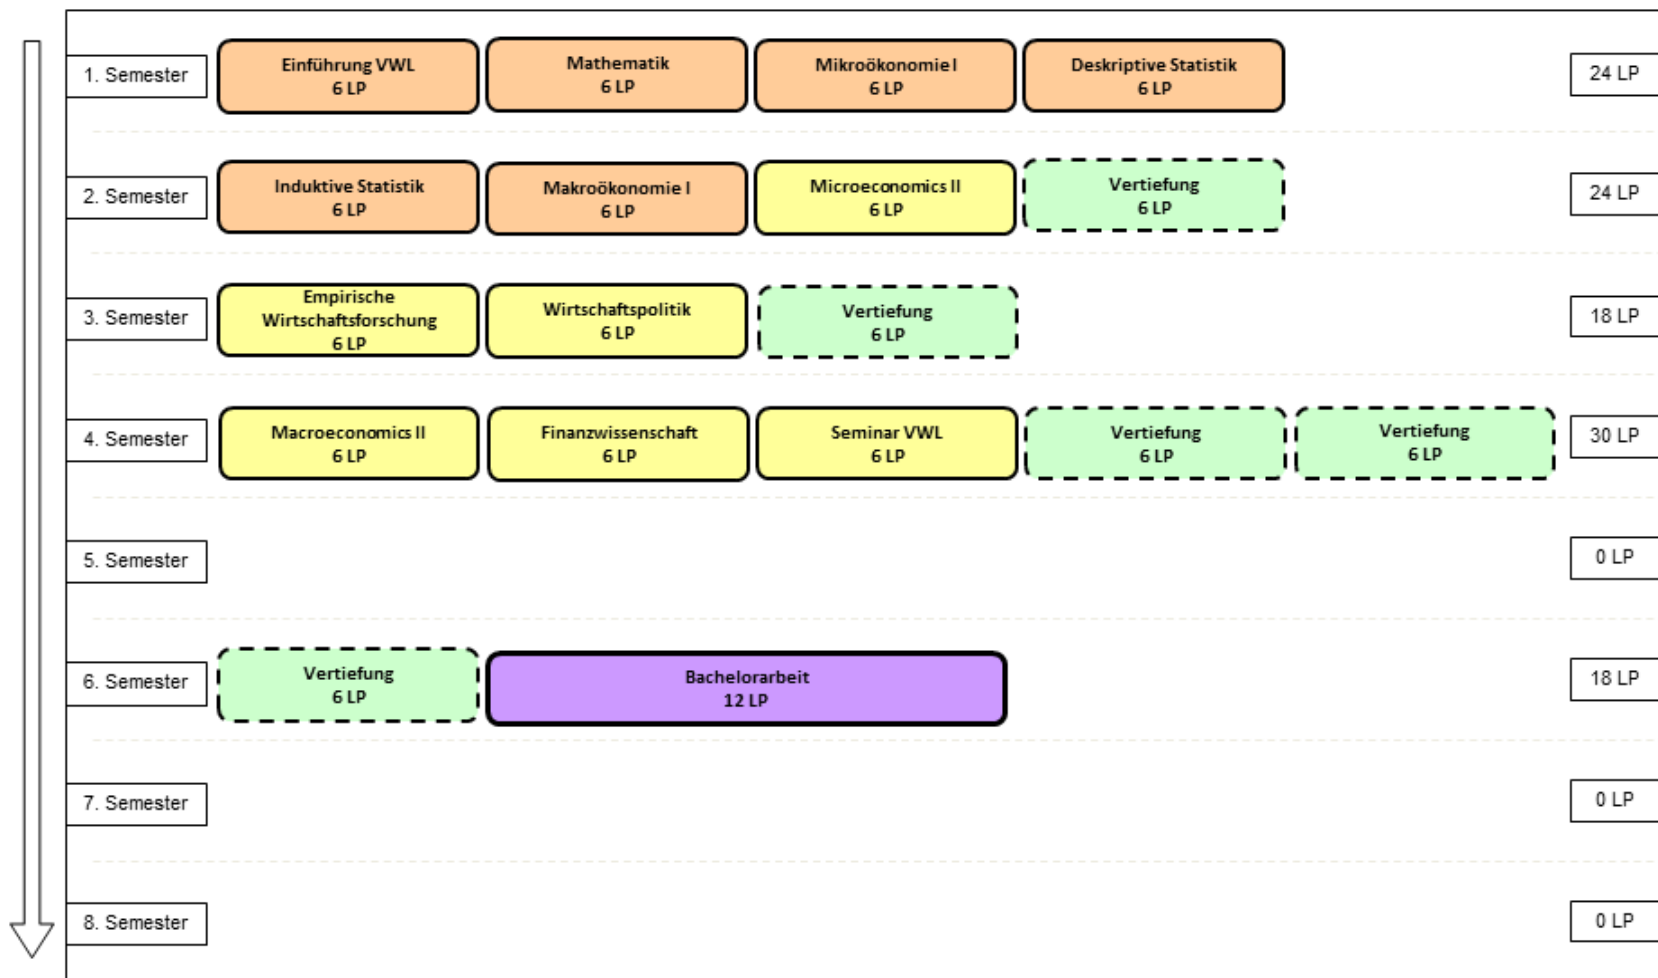 1. Semester
Einführung VWL
6 LP
Mathematik
6 LP
Mikroökonomie I
6 LP
Deskriptive Statistik
6 LP
24 LP
2. Semester
Induktive Statistik
6 LP
Makroökonomie I
6 LP
Microeconomics II
6 LP
Vertiefung
6 LP
24 LP
3. Semester
Empirische
Wirtschaftsforschung
6 LP
Wirtschaftspolitik
6 LP
Vertiefung
6 LP
18 LP
4. Semester
Macroeconomics II
6 LP
Finanzwissenschaft
6 LP
Seminar VWL
6 LP
Vertiefung
6 LP
Vertiefung
6 LP
30 LP
5. Semester
0 LP
6. Semester
Vertiefung
6 LP
Bachelorarbeit
12 LP
18 LP
7. Semester
0 LP
8. Semester
0 LP